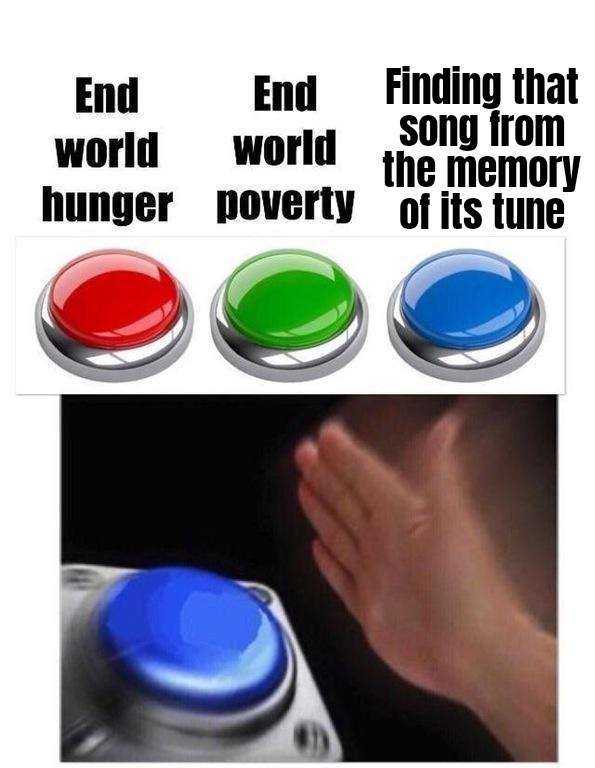 End
world
hunger
End
world
poverty
Finding that
song from
the memory
of its tune